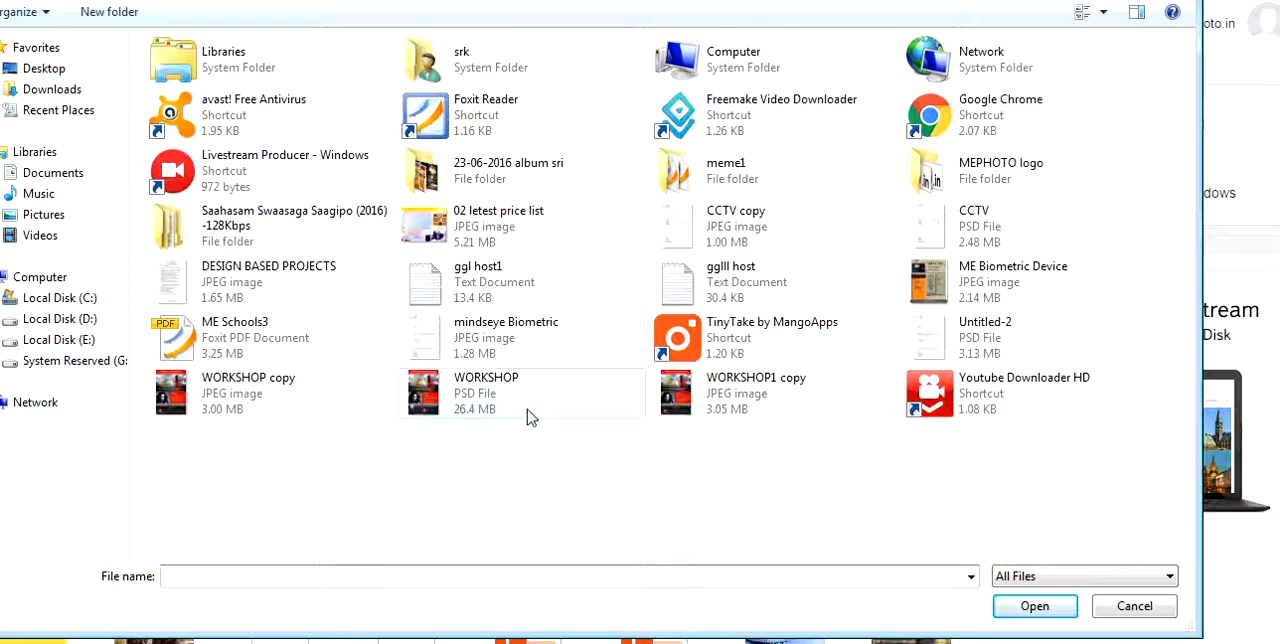 rganize
New folder
oto.in
Favorites
Desktop
Downloads
Recent Places
Libraries
Documents
Music
Pictures
Videos
Computer
Local Disk (C:)
Local Disk (D:)
Local Disk (E:)
System Reserved (G:
Network
Libraries
System Folder
srk
System Folder
Computer
System Folder
Network
System Folder
avast! Free Antivirus
Shortcut
1.95 KB
Foxit Reader
Shortcut
1.16 KB
Freemake Video Downloader
Shortcut
1.26 KB
Google Chrome
Shortcut
2.07 KB
Livestream Producer - Windows
Shortcut
972 bytes
23-06-2016 album sri
File folder
meme1
File folder
MEPHOTO logo
File folder
Saahasam Swaasaga Saagipo (2016)
-128Kbps
File folder
02 letest price list
JPEG image
5.21 MB
CCTV copy
JPEG image
1.00 MB
CCTV
PSD File
2.48 MB
DESIGN BASED PROJECTS
JPEG image
1.65 MB
ggl host1
Text Document
13.4 KB
gglll host
Text Document
30.4 KB
ME Biometric Device
JPEG image
2.14 MB
PDF
ME Schools3
Foxit PDF Document
3.25 MB
mindseye Biometric
JPEG image
1.28 MB
TinyTake by MangoApps
Shortcut
1.20 KB
Untitled-2
PSD File
3.13 MB
WORKSHOP copy
JPEG image
3.00 MB
WORKSHOP
PSD File
26.4 MB
WORKSHOP1 copy
JPEG image
3.05 MB
Youtube Downloader HD
Shortcut
1.08 KB
dows
tream
Disk
File name:
All Files
Open
Cancel